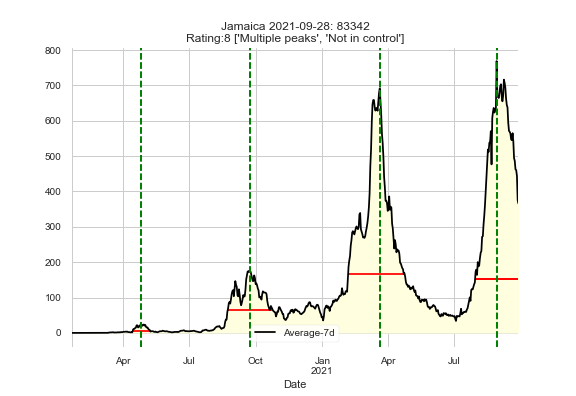 Jamaica 2021-09-28: 83342
Rating:8 ['Multiple peaks', 'Not in control']
800
700
600
500
400
300
200
100
0
Average-7d
Apr
Jul
Oct
Jan
2021
Apr
Jul
Date